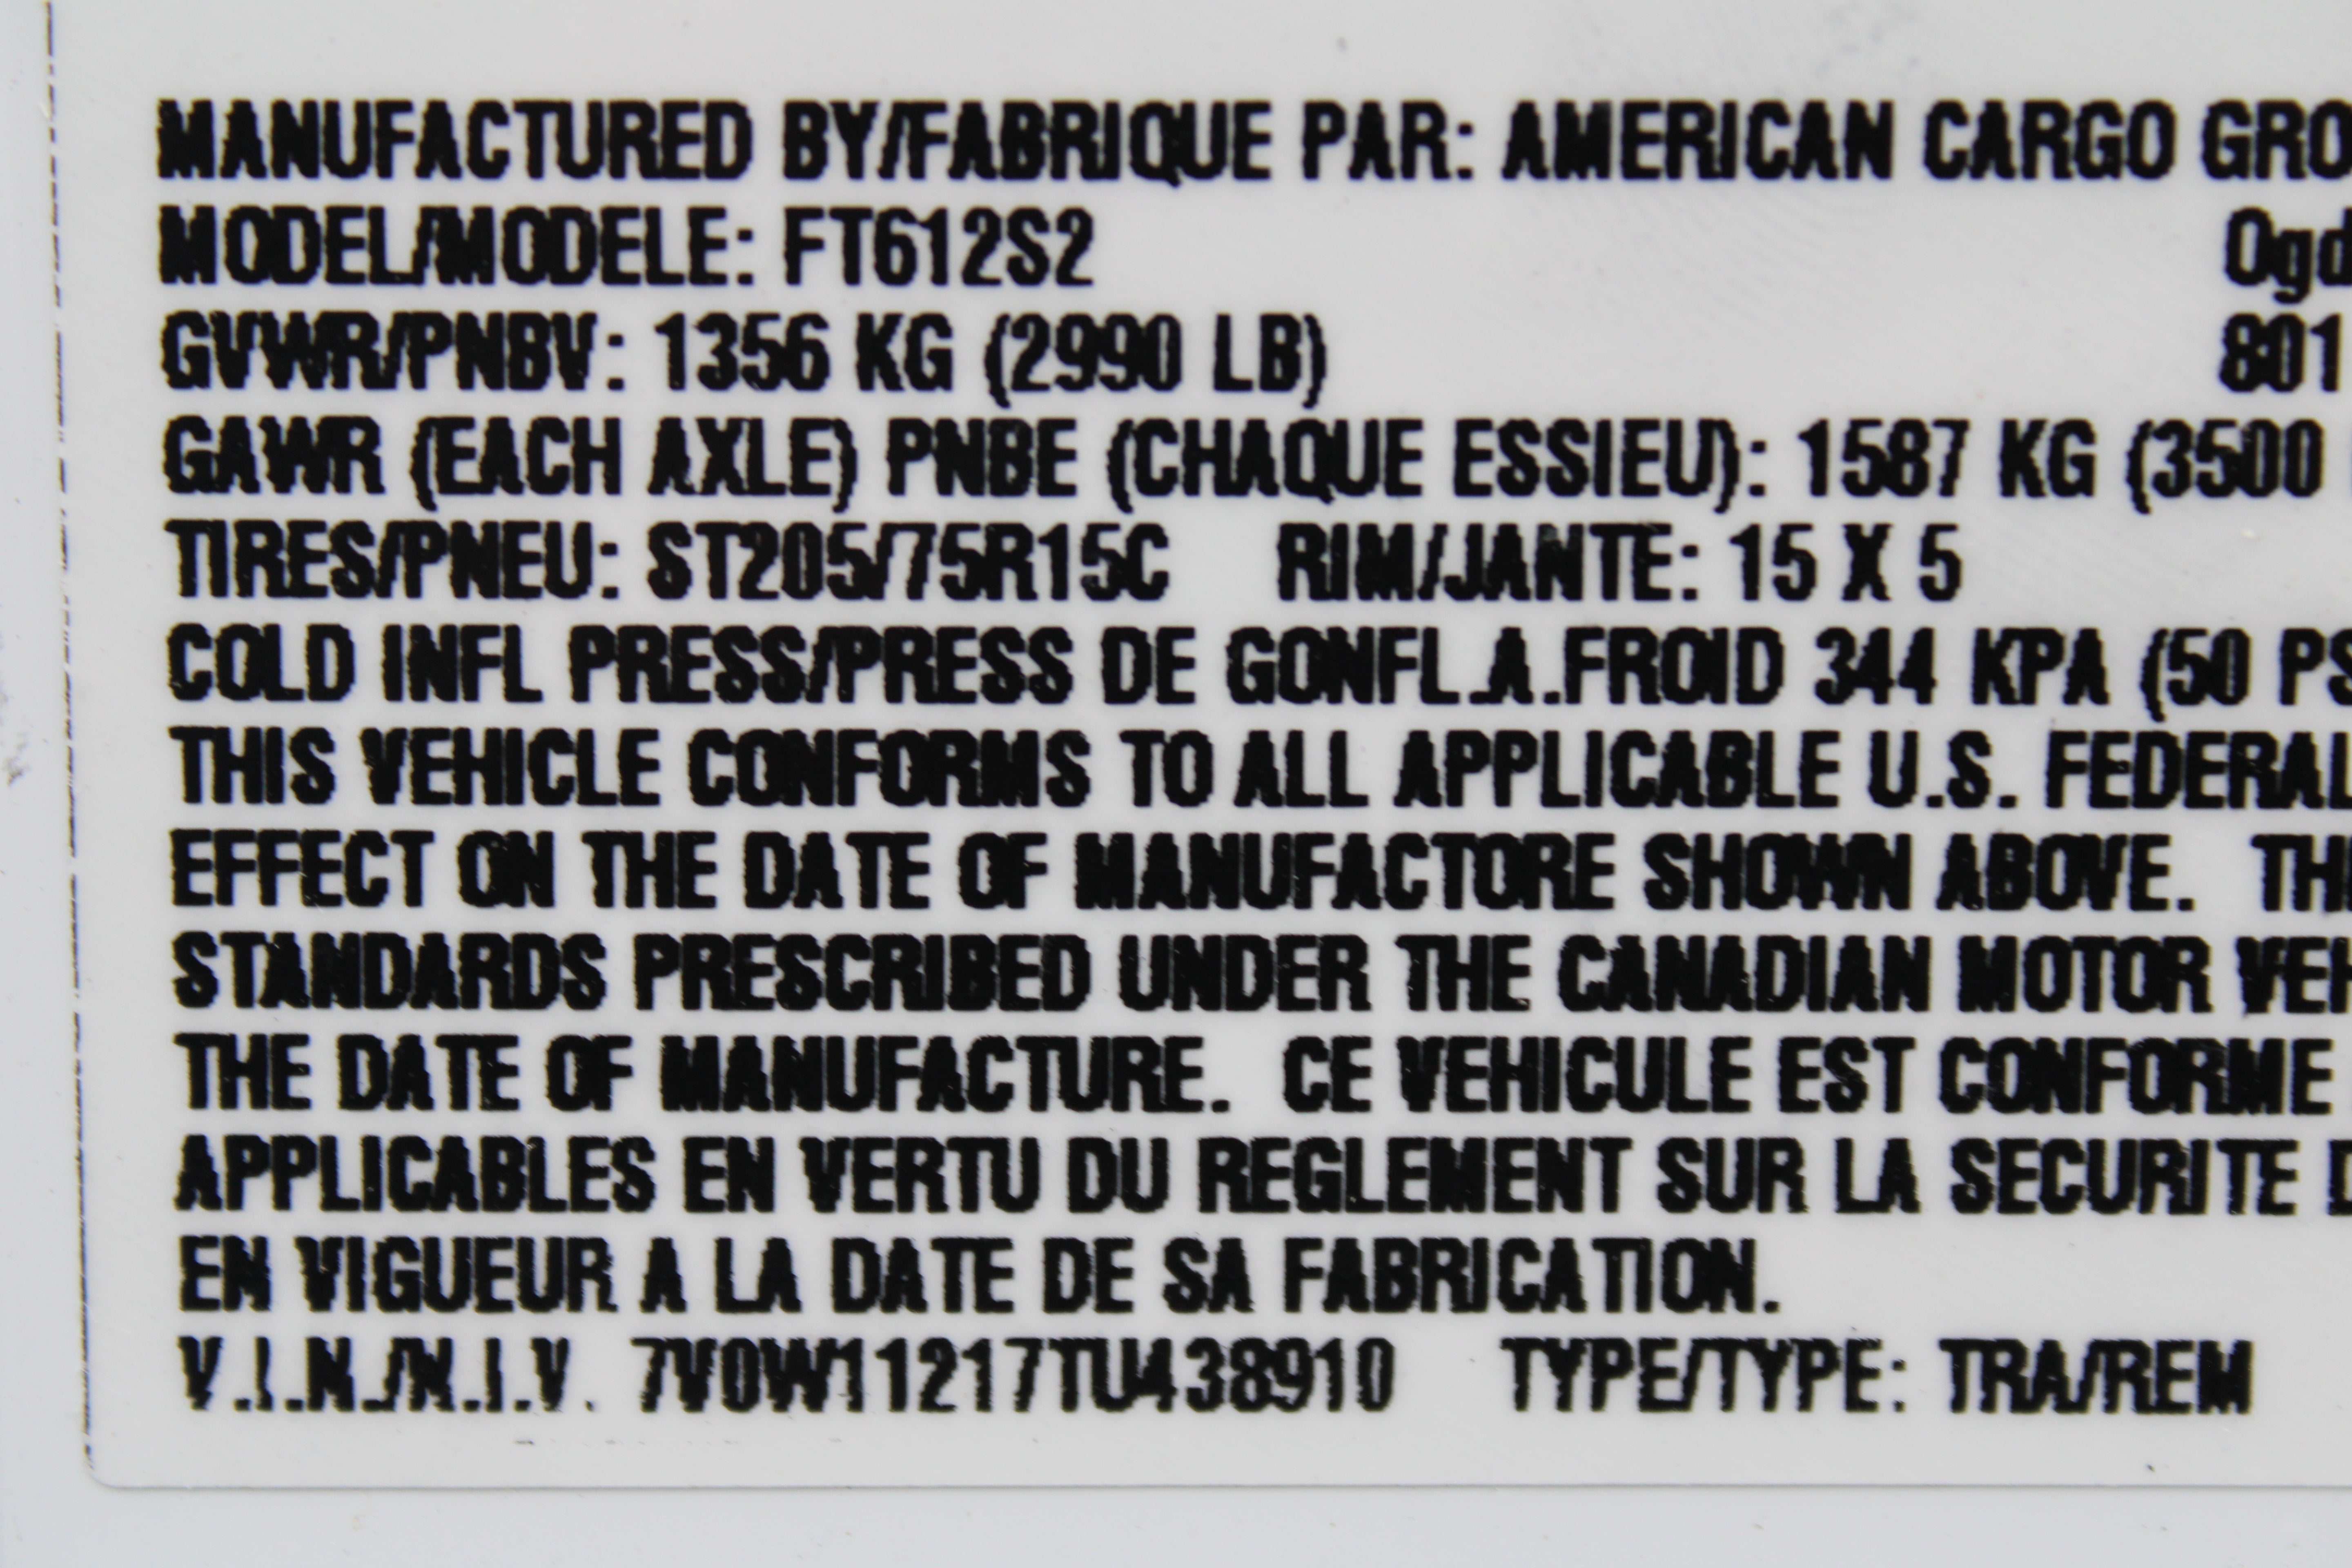 MANUFACTURED BY/FABRIQUE PAR: AMERICAN CARGO GRO
MODEL/MODELE: FT612S2 Ogd
GVWR/PNBV: 1356 KG (2990 LB) 801
GAWR (EACH AXLE) PNBE (CHAQUE ESSIEU): 1587 KG (3500
TIRES/PNEU: ST205/75R15C RIM/JANTE: 15 X 5
COLD INFL PRESS/PRESS DE GONFL.A.FROID 344 KPA (50 PS
THIS VEHICLE CONFORMS TO ALL APPLICABLE U.S. FEDERAL
EFFECT ON THE DATE OF MANUFACTORE SHOWN ABOVE. THI
STANDARDS PRESCRIBED UNDER THE CANADIAN MOTOR VEH
THE DATE OF MANUFACTURE. CE VEHICULE EST CONFORME
APPLICABLES EN VERTU DU REGLEMENT SUR LA SECURITE D
EN VIGUEUR A LA DATE DE SA FABRICATION.
V.I.N./N.I.V. 7V0W11217TU438910 TYPE/TYPE: TRA/REM